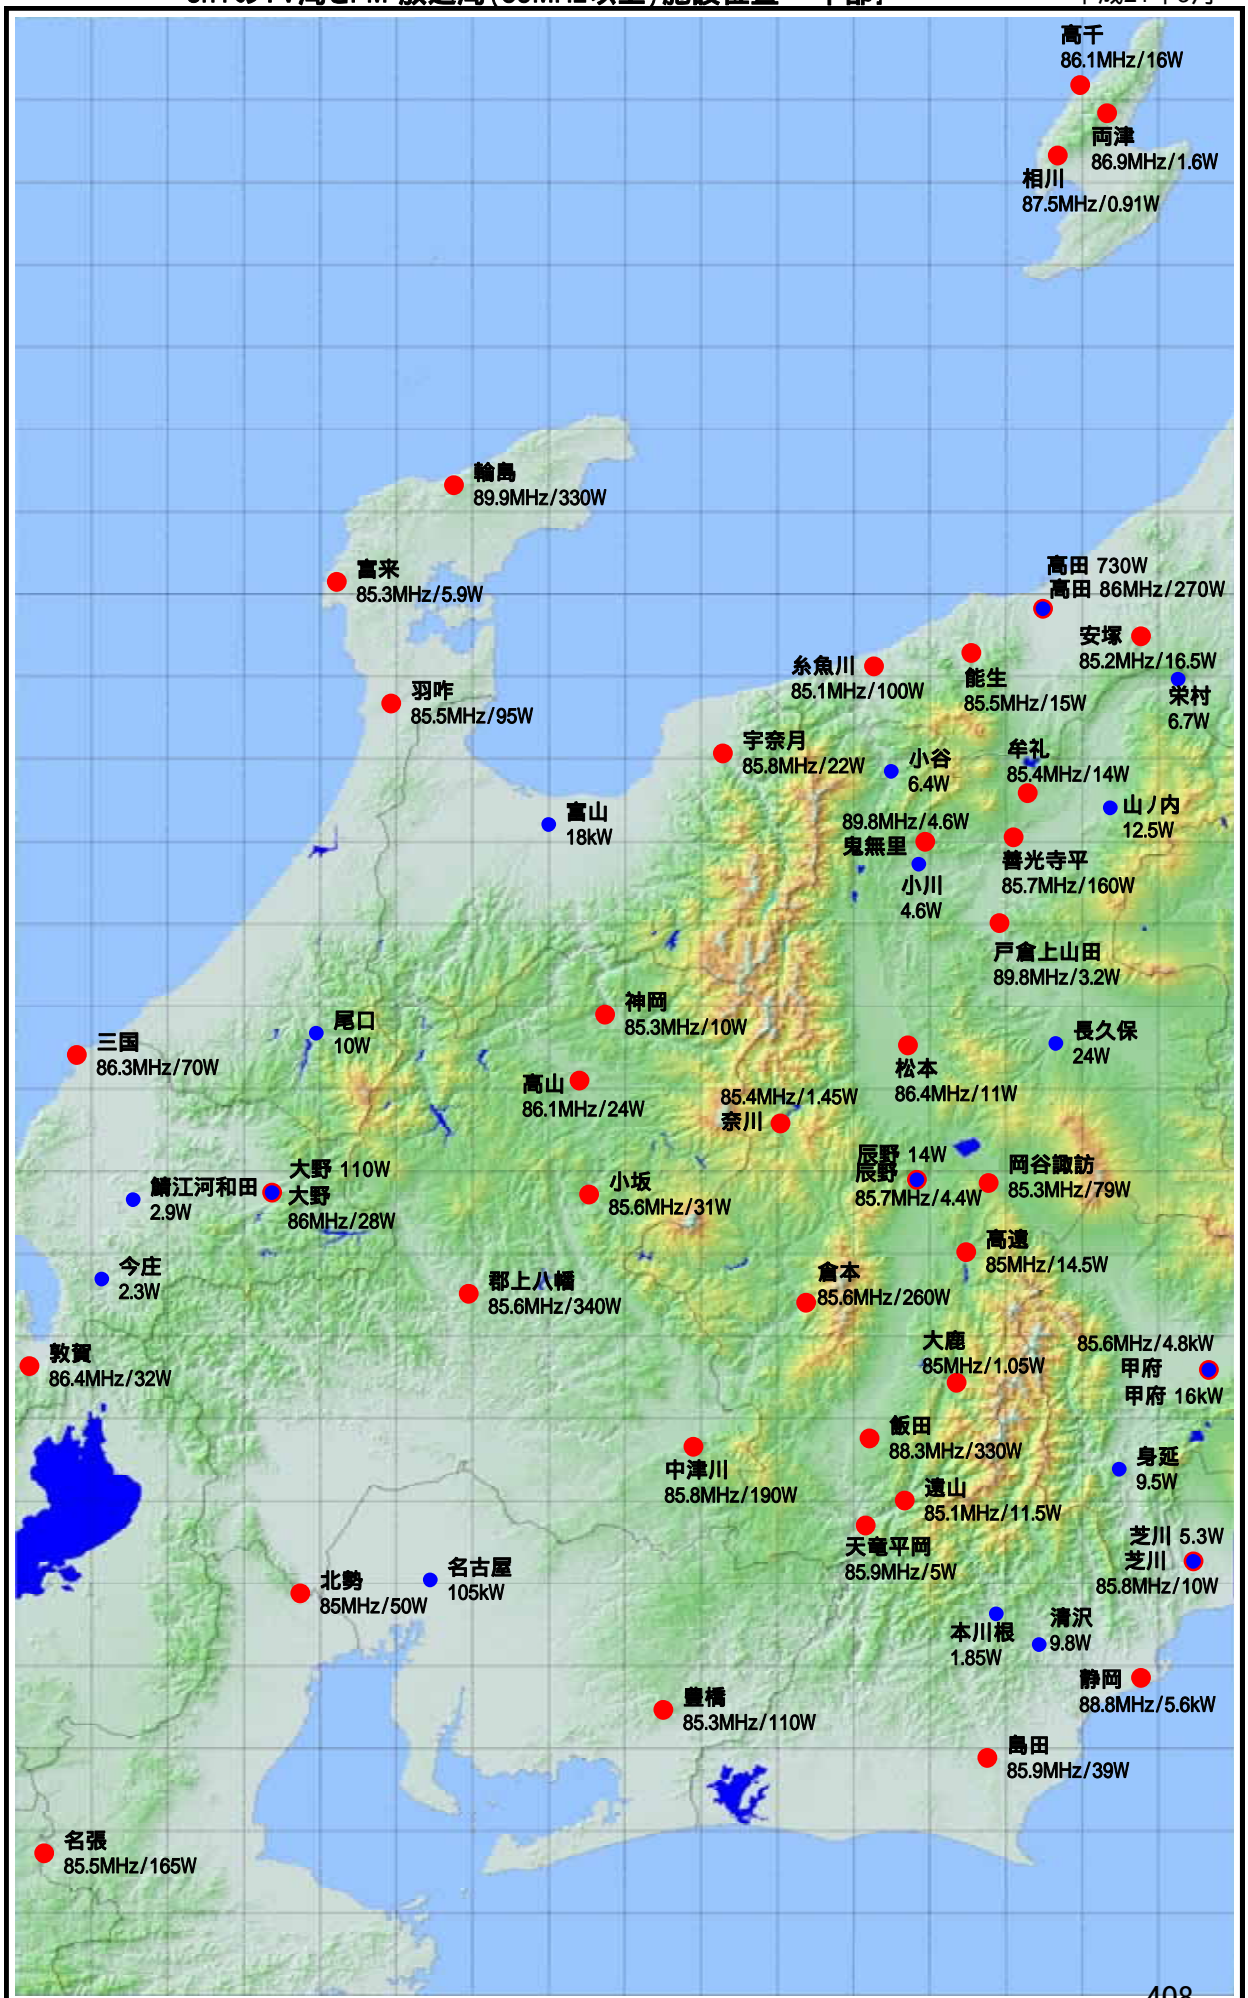 高千
86.1MHz/16W
両津
86.9MHz/1.6W
相川
87.5MHz/0.91W
輪島
89.9MHz/330W
富来
85.3MHz/5.9W
高田 730W
高田 86MHz/270W
安塚
85.2MHz/16.5W
糸魚川
85.1MHz/100W
能生
85.5MHz/15W
栄村
6.7W
羽咋
85.5MHz/95W
宇奈月
85.8MHz/22W
小谷
6.4W
牟礼
85.4MHz/14W
山ノ内
12.5W
富山
18kW
89.8MHz/4.6W
鬼無里
善光寺平
85.7MHz/160W
小川
4.6W
戸倉上山田
89.8MHz/3.2W
神岡
85.3MHz/10W
尾口
10W
三国
86.3MHz/70W
長久保
24W
松本
86.4MHz/11W
高山
86.1MHz/24W
85.4MHz/1.45W
奈川
辰野 14W
辰野
85.7MHz/4.4W
岡谷諏訪
85.3MHz/79W
鯖江河和田
2.9W
大野 110W
大野
86MHz/28W
小坂
85.6MHz/31W
高遠
85MHz/14.5W
今庄
2.3W
郡上八幡
85.6MHz/340W
倉本
85.6MHz/260W
大鹿
85MHz/1.05W
85.6MHz/4.8kW
甲府
甲府 16kW
敦賀
86.4MHz/32W
飯田
88.3MHz/330W
中津川
85.8MHz/190W
身延
9.5W
遠山
85.1MHz/11.5W
天竜平岡
85.9MHz/5W
芝川 5.3W
芝川
85.8MHz/10W
北勢
85MHz/50W
名古屋
105kW
本川根
1.85W
清沢
9.8W
静岡
88.8MHz/5.6kW
豊橋
85.3MHz/110W
島田
85.9MHz/39W
名張
85.5MHz/165W